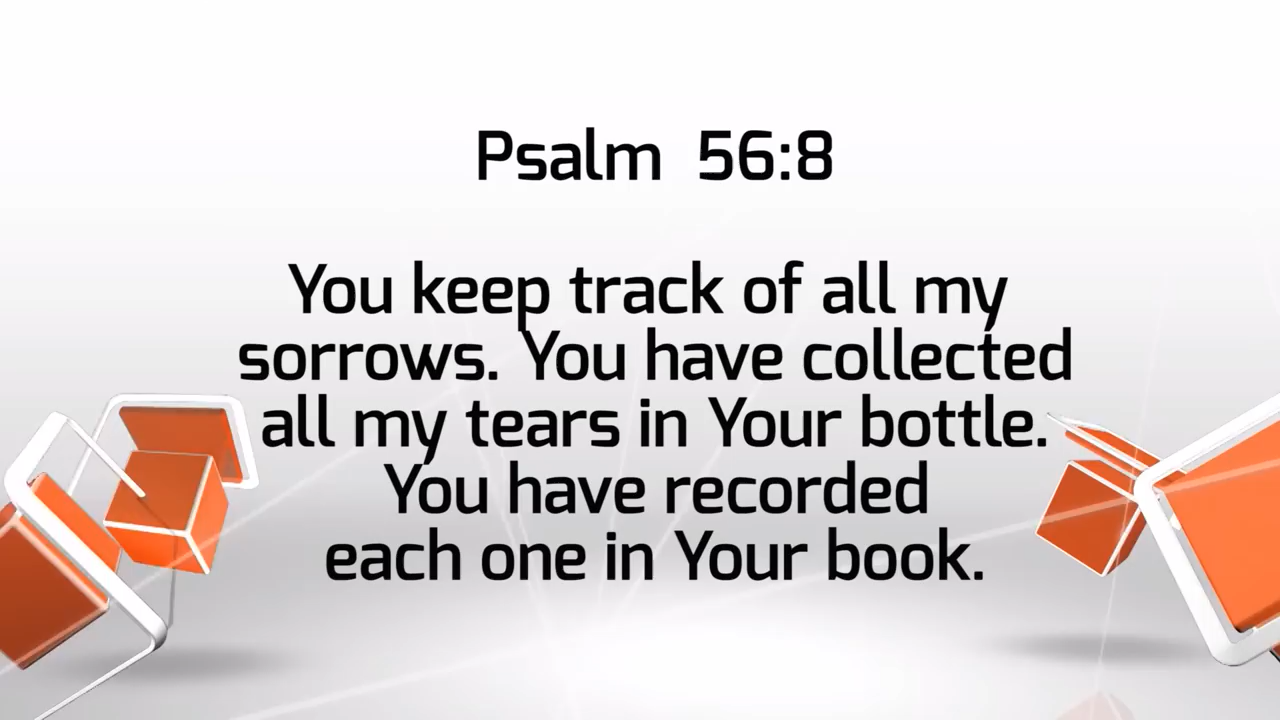 Psalm 56:8
You keep track of all my
sorrows. You have collected
all my tears in Your bottle.
You have recorded
each one in Your book.